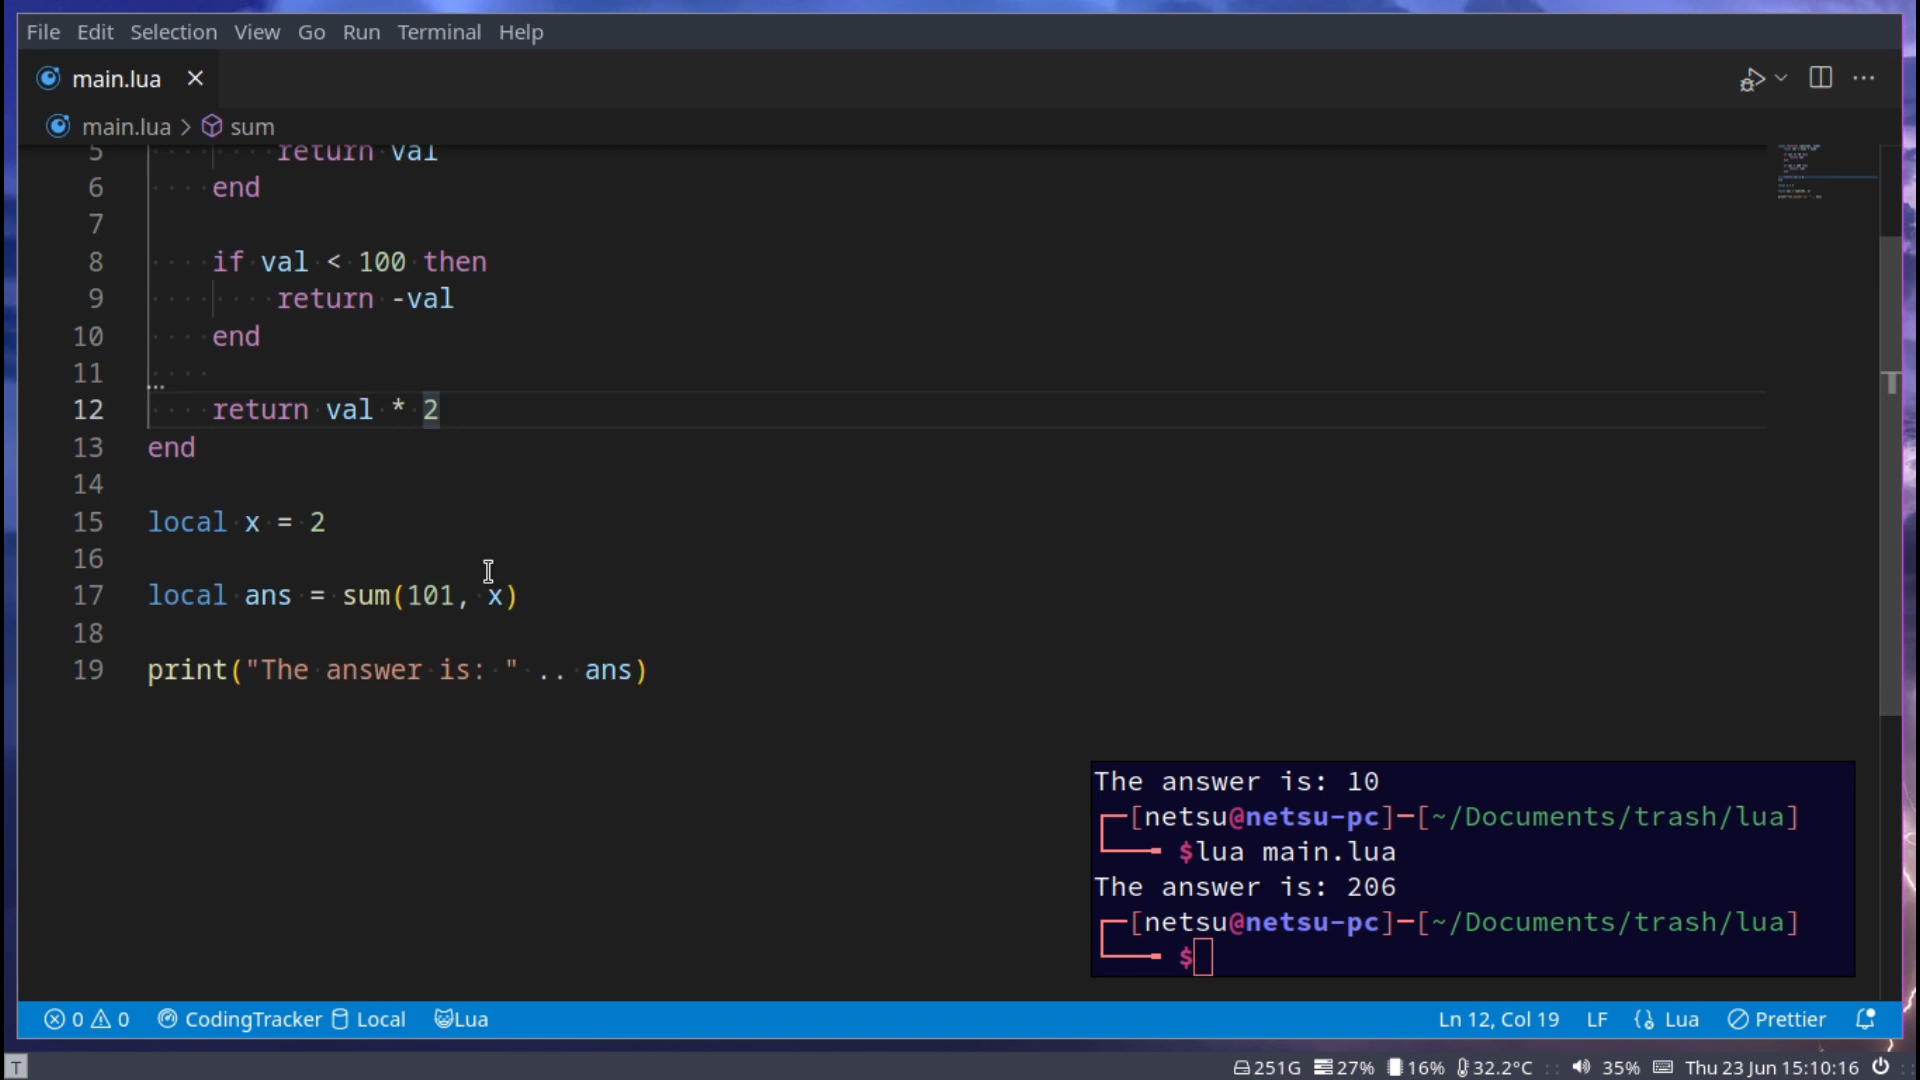 File Edit Selection View Go Run Terminal Help
main.lua
main.lua > sum
5 return val
6 end
7
8 if val < 100 then
9 return -val
10 end
11
12 return val * 2
13 end
14
15 local x = 2
16
17 local ans = sum(101, x)
18
19 print("The answer is: " .. ans)
The answer is: 10
[netsu@netsu-pc]-[~/Documents/trash/lua]
$lua main.lua
The answer is: 206
[netsu@netsu-pc]-[~/Documents/trash/lua]
$
0 0 CodingTracker Local Lua Ln 12, Col 19 LF Lua Prettier
T 251G 27% 16% 32.2°C :: 35% Thu 23 Jun 15:10:16